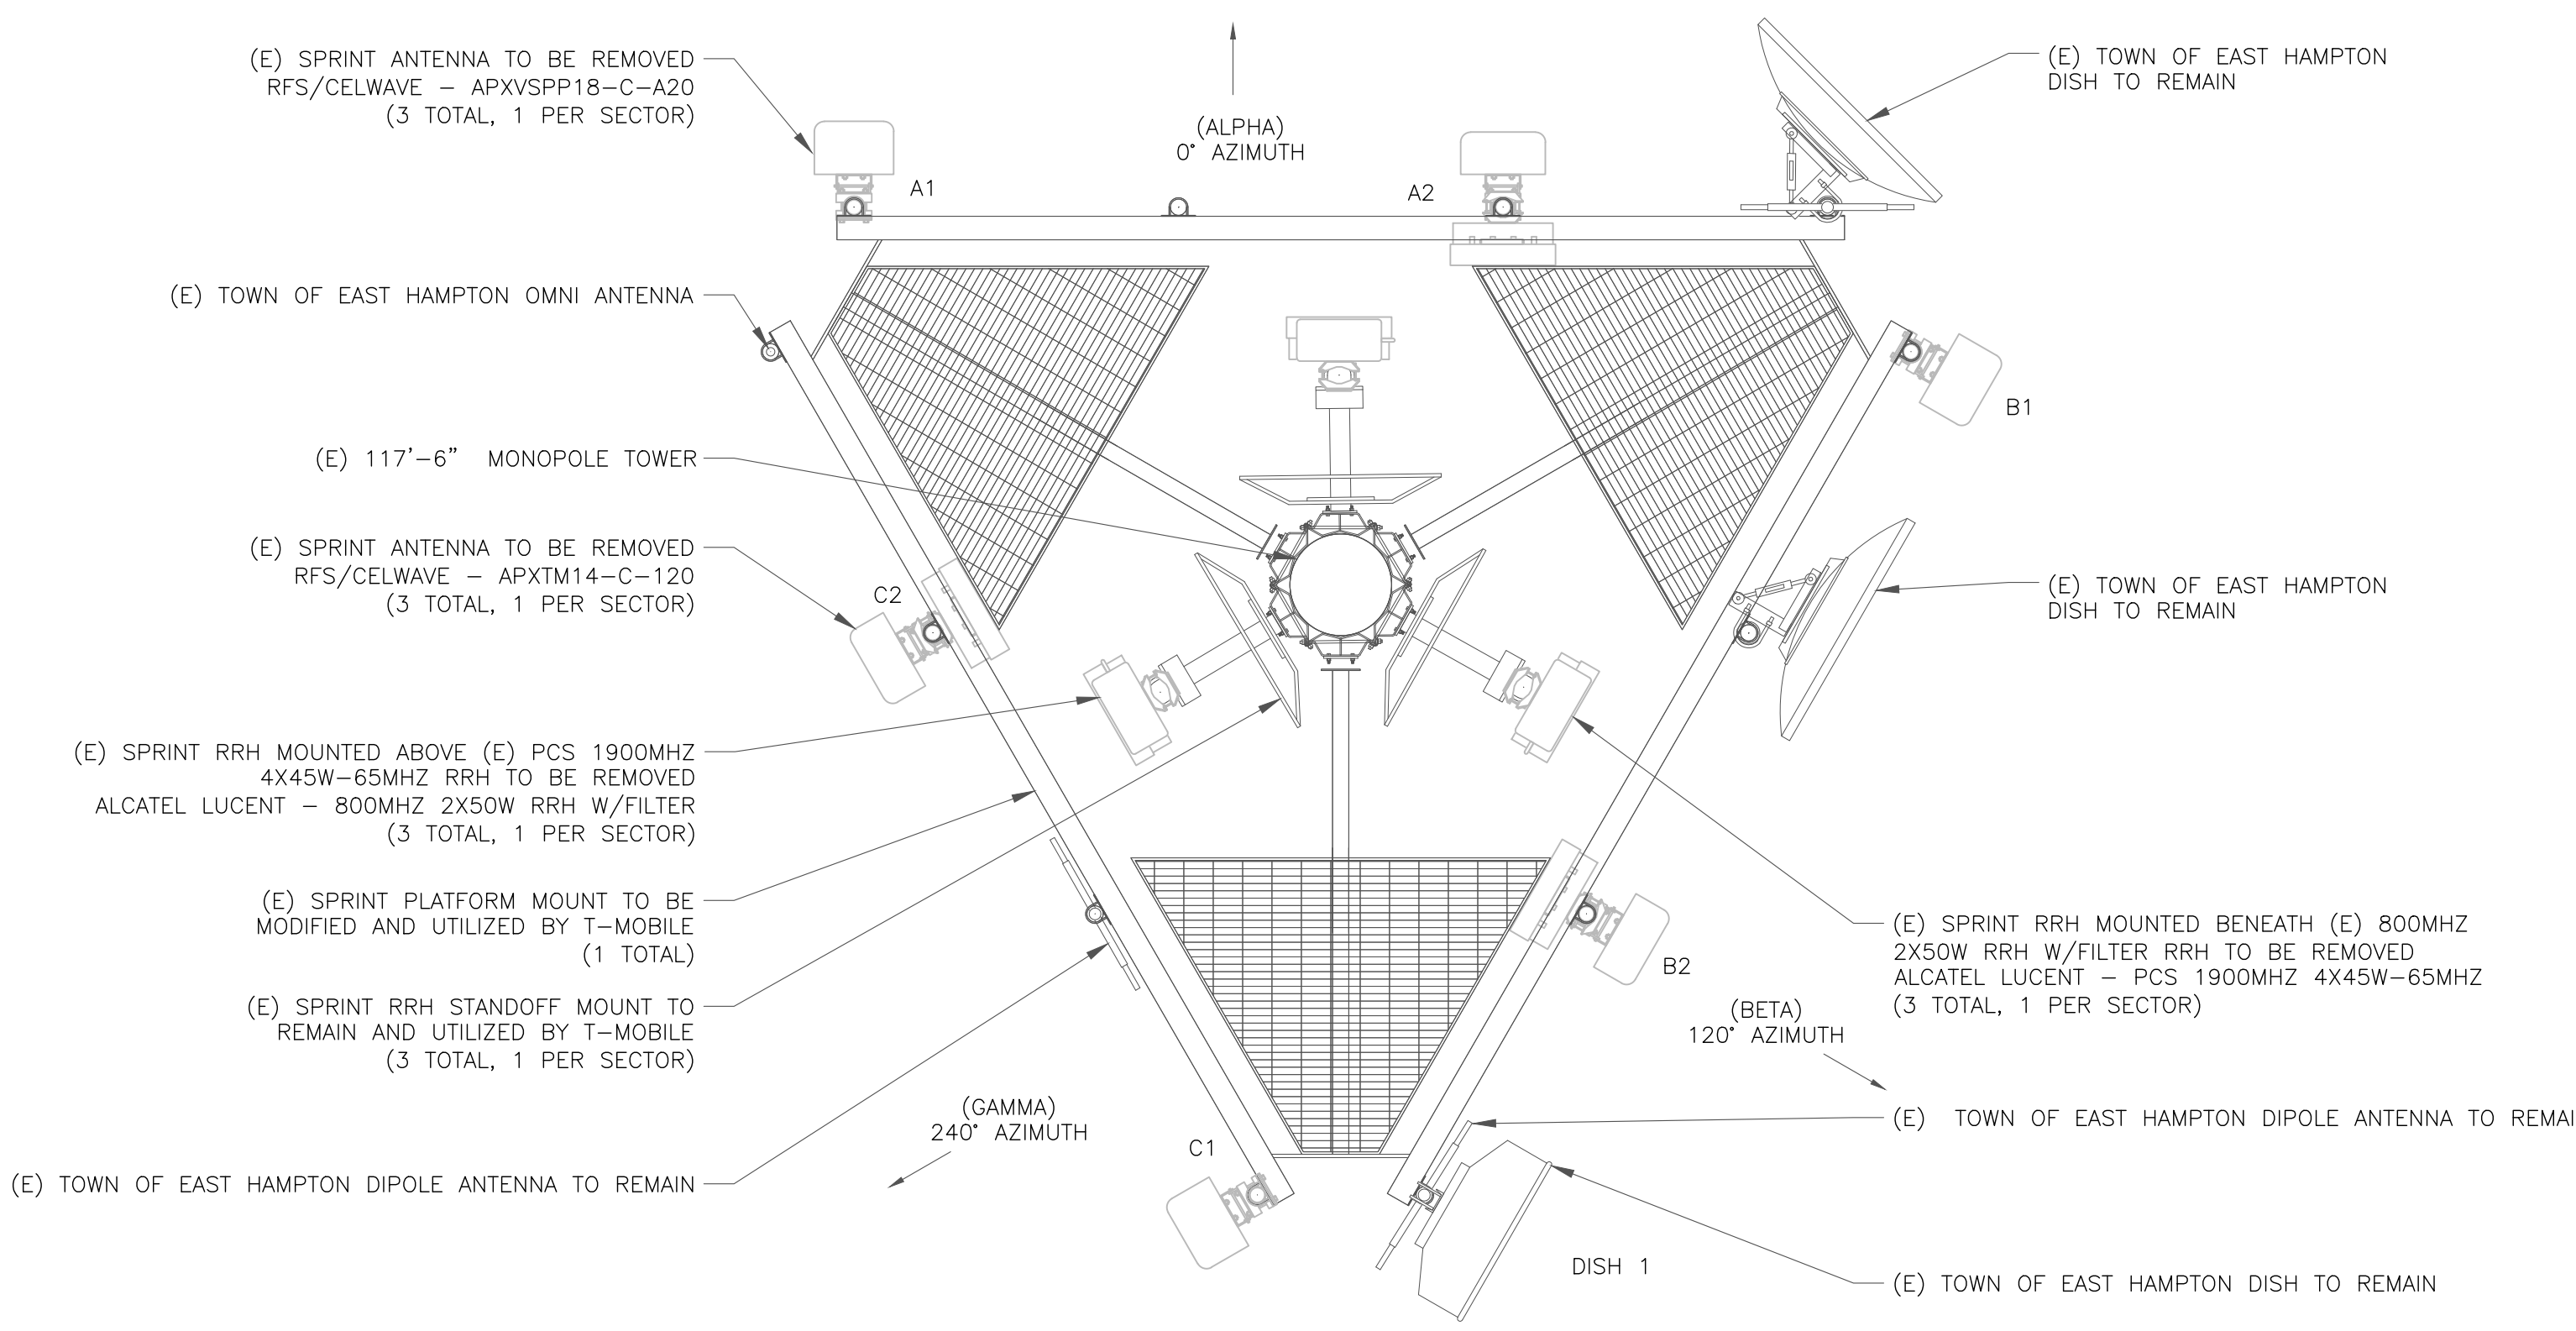 (E) SPRINT ANTENNA TO BE REMOVED
RFS/CELWAVE – APXVSPP18-C-A20
(3 TOTAL, 1 PER SECTOR)
(ALPHA)
0° AZIMUTH
(E) TOWN OF EAST HAMPTON
DISH TO REMAIN
A1
A2
(E) TOWN OF EAST HAMPTON OMNI ANTENNA
B1
(E) 117'-6" MONOPOLE TOWER
(E) SPRINT ANTENNA TO BE REMOVED
RFS/CELWAVE – APXTM14-C-120
(3 TOTAL, 1 PER SECTOR)
C2
(E) TOWN OF EAST HAMPTON
DISH TO REMAIN
(E) SPRINT RRH MOUNTED ABOVE (E) PCS 1900MHZ
4X45W-65MHZ RRH TO BE REMOVED
ALCATEL LUCENT – 800MHZ 2X50W RRH W/FILTER
(3 TOTAL, 1 PER SECTOR)
(E) SPRINT PLATFORM MOUNT TO BE
MODIFIED AND UTILIZED BY T-MOBILE
(1 TOTAL)
(E) SPRINT RRH MOUNTED BENEATH (E) 800MHZ
2X50W RRH W/FILTER RRH TO BE REMOVED
ALCATEL LUCENT – PCS 1900MHZ 4X45W-65MHZ
(3 TOTAL, 1 PER SECTOR)
B2
(E) SPRINT RRH STANDOFF MOUNT TO
REMAIN AND UTILIZED BY T-MOBILE
(3 TOTAL, 1 PER SECTOR)
(BETA)
120° AZIMUTH
(GAMMA)
240° AZIMUTH
(E) TOWN OF EAST HAMPTON DIPOLE ANTENNA TO REMAI
C1
(E) TOWN OF EAST HAMPTON DIPOLE ANTENNA TO REMAIN
DISH 1
(E) TOWN OF EAST HAMPTON DISH TO REMAIN